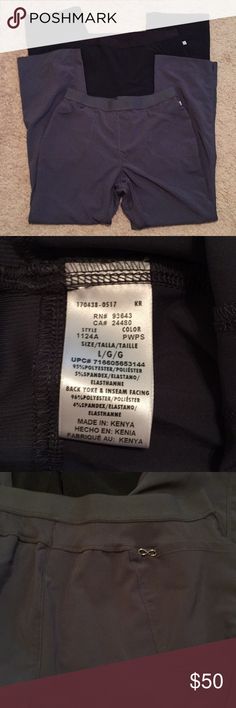 POSHMARK
170438-0517 KR
RN# 93643
CA# 24480
STYLE COLOR
1124A PWPS
SIZE/TALLA/TAILLE
L/G/G
UPC# 716605653144
95% POLYESTER/POLIÉSTER
5% SPANDEX/ELASTANO/
ELASTHANNE
BACK YOKE & INSEAM FACING
96% POLYESTER/POLIÉSTER
4% SPANDEX/ELASTANO/
ELASTHANNE
MADE IN: KENYA
HECHO EN: KENIA
FABRIQUÉ AU: KENYA
$50